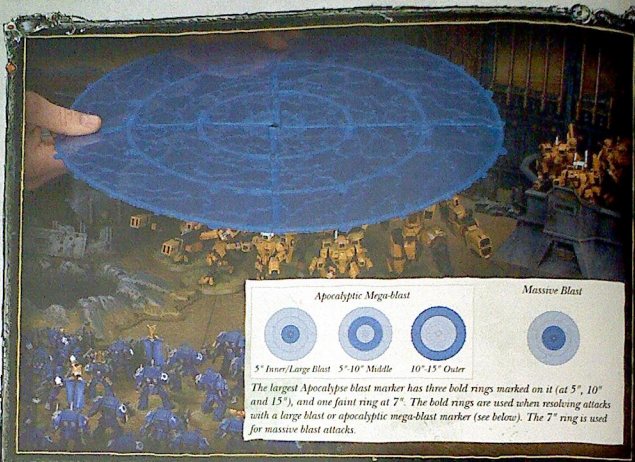 Apocalyptic Mega-blast
Massive Blast
5" Inner/Large Blast 5"-10" Middle 10"-15" Outer
The largest Apocalypse blast marker has three bold rings marked on it (at 5", 10"
and 15"), and one faint ring at 7". The bold rings are used when resolving attacks
with a large blast or apocalyptic mega-blast marker (see below). The 7" ring is used
for massive blast attacks.